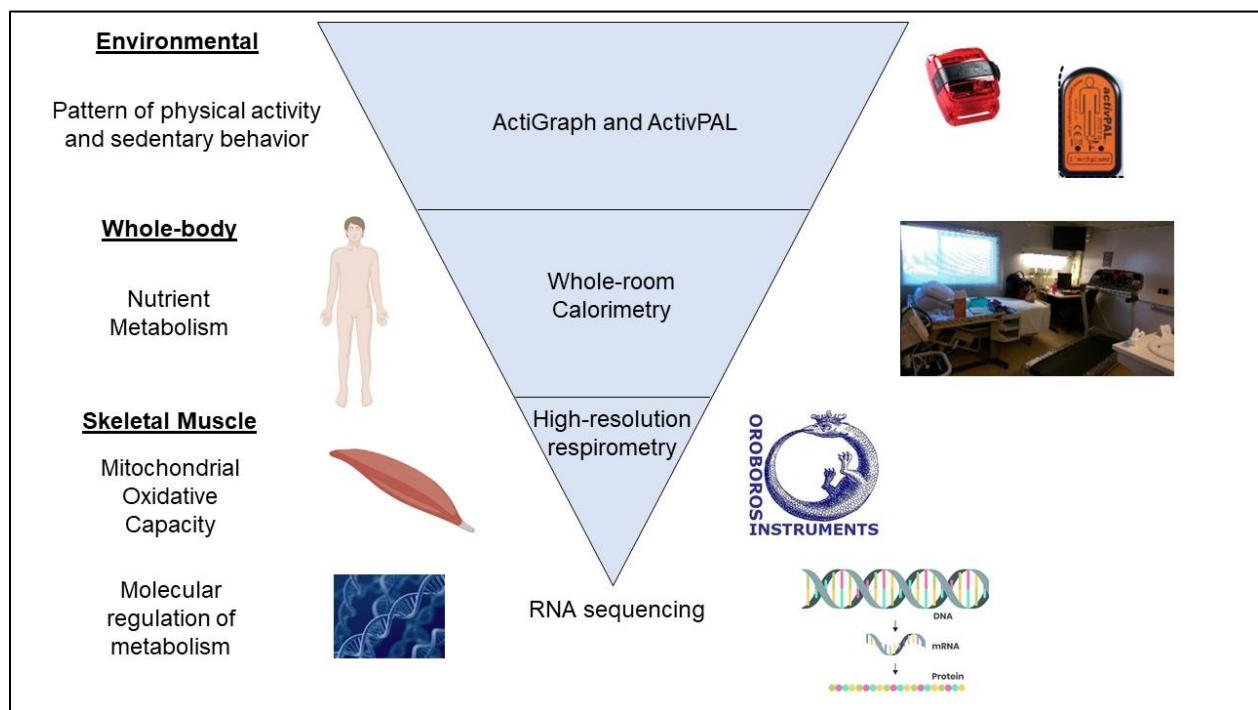 Environmental
Pattern of physical activity
and sedentary behavior
ActiGraph and ActivPAL
activPAL
Whole-body
Nutrient
Metabolism
Whole-room
Calorimetry
Skeletal Muscle
Mitochondrial
Oxidative
Capacity
High-resolution
respirometry
OROBOROS
INSTRUMENTS
Molecular
regulation of
metabolism
RNA sequencing
DNA
mRNA
Protein